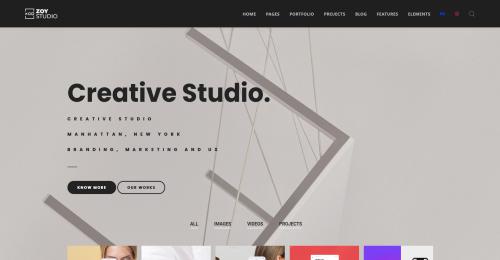 ZOY
STUDIO
HOME PAGES PORTFOLIO PROJECTS BLOG FEATURES ELEMENTS
Creative Studio.
CREATIVE STUDIO
MANHATTAN, NEW YORK
BRANDING, MARKETING AND UX
KNOW MORE OUR WORKS
ALL IMAGES VIDEOS PROJECTS